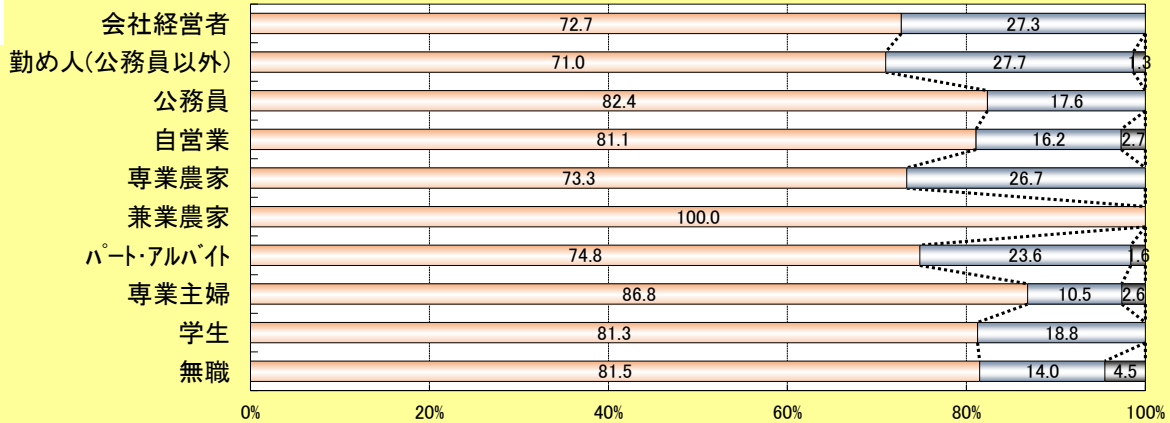 会社経営者 72.7 27.3
勤め人(公務員以外) 71.0 27.7 1.3
公務員 82.4 17.6
自営業 81.1 16.2 2.7
専業農家 73.3 26.7
兼業農家 100.0
ﾊﾟｰﾄ･ｱﾙﾊﾞｲﾄ 74.8 23.6 1.6
専業主婦 86.8 10.5 2.6
学生 81.3 18.8
無職 81.5 14.0 4.5
0% 20% 40% 60% 80% 100%